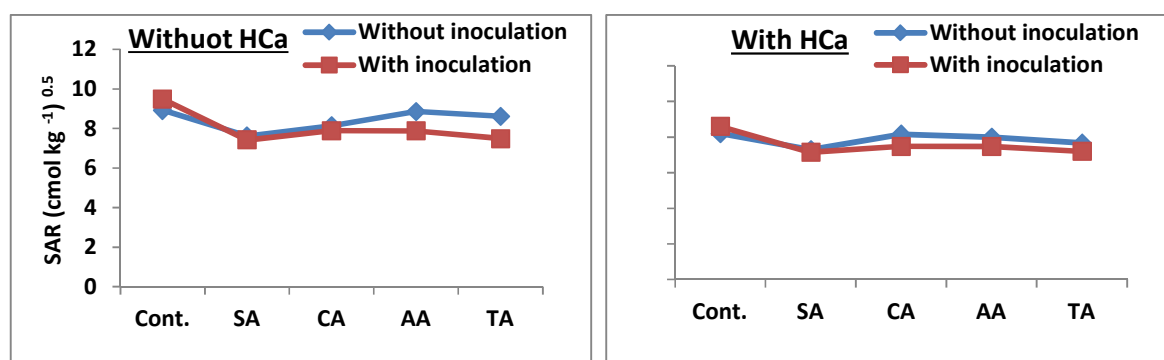 Withuot HCa
Without inoculation
With inoculation
SAR (cmol kg -1) 0.5
12
10
8
6
4
2
0
Cont. SA CA AA TA
With HCa
Without inoculation
With inoculation
Cont. SA CA AA TA